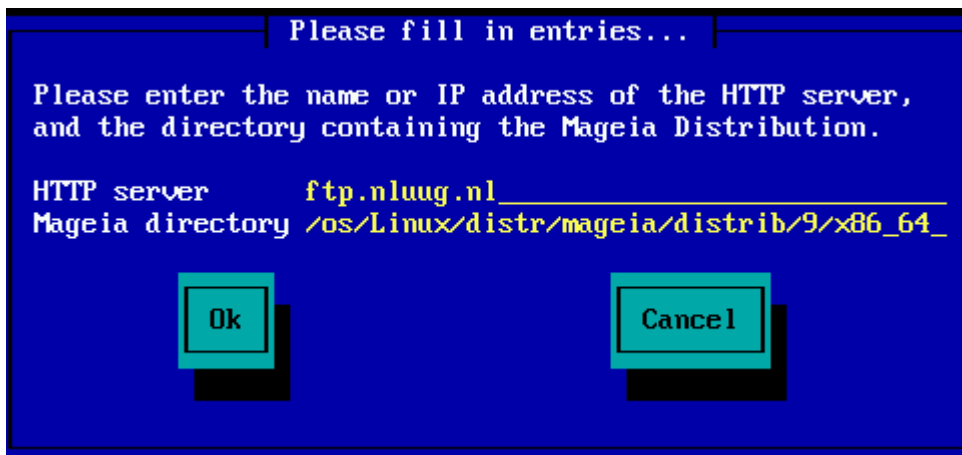 Please fill in entries...
Please enter the name or IP address of the HTTP server,
and the directory containing the Mageia Distribution.
HTTP server ftp.nluug.nl
Mageia directory /os/Linux/distr/mageia/distrib/9/x86_64
Ok Cancel